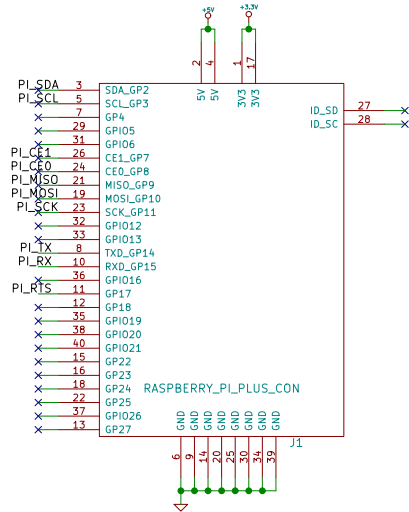 +5V +3.3V
2 4 1 17
5V 5V 3V3 3V3
PI_SDA 3 SDA_GP2
PI_SCL 5 SCL_GP3
7 GP4
29 GPIO5
31 GPIO6
PI_CE1 26 CE1_GP7
PI_CE0 24 CE0_GP8
PI_MISO 21 MISO_GP9
PI_MOSI 19 MOSI_GP10
PI_SCK 23 SCK_GP11
32 GPIO12
33 GPIO13
PI_TX 8 TXD_GP14
PI_RX 10 RXD_GP15
36 GPIO16
PI_RTS 11 GP17
12 GP18
35 GPIO19
38 GPIO20
40 GPIO21
15 GP22
16 GP23
18 GP24
22 GP25
37 GPIO26
13 GP27
ID_SD 27
ID_SC 28
RASPBERRY_PI_PLUS_CON
GND GND GND GND GND GND GND GND
6 9 14 20 25 30 34 39
J1